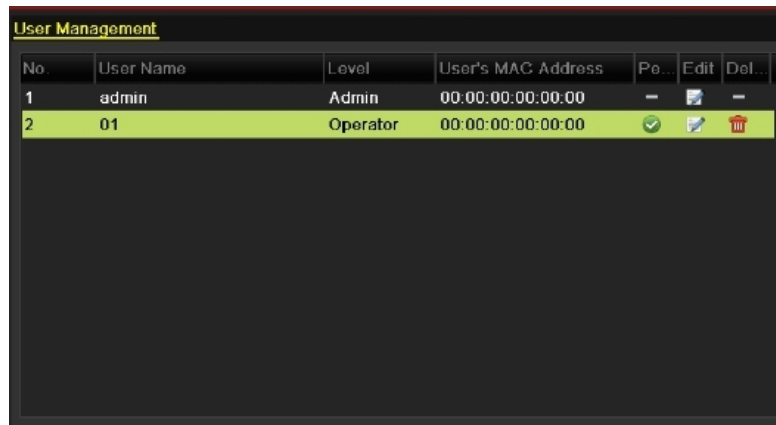 User Management
No. User Name Level User's MAC Address Pe... Edit Del...
1 admin Admin 00:00:00:00:00:00 –
–
2 01 Operator 00:00:00:00:00:00